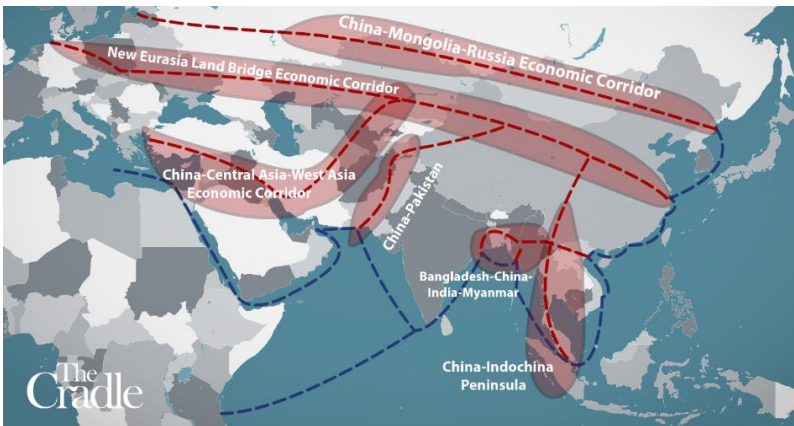 China-Mongolia-Russia Economic Corridor
New Eurasia Land Bridge Economic Corridor
China-Central Asia-West Asia
Economic Corridor
China-Pakistan
Bangladesh-China-
India-Myanmar
China-Indochina
Peninsula
The
Cradle